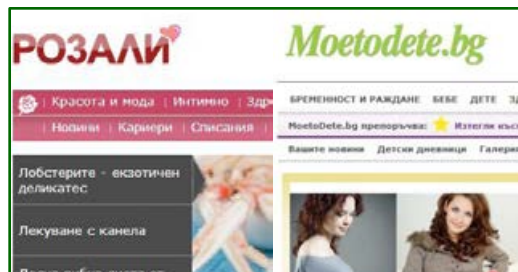 РОЗАЛИ
Красота и мода | Интимно |
Новини | Кариери | Списания |
Лобстерите - екзотичен
деликатес
Лекуване с канела
Moetodete.bg
БРЕМЕННОСТ И РАЖДАНЕ БЕБЕ ДЕТЕ
MoetoDete.bg препоръчва: Изтегли
Вашите новини Детски дневници